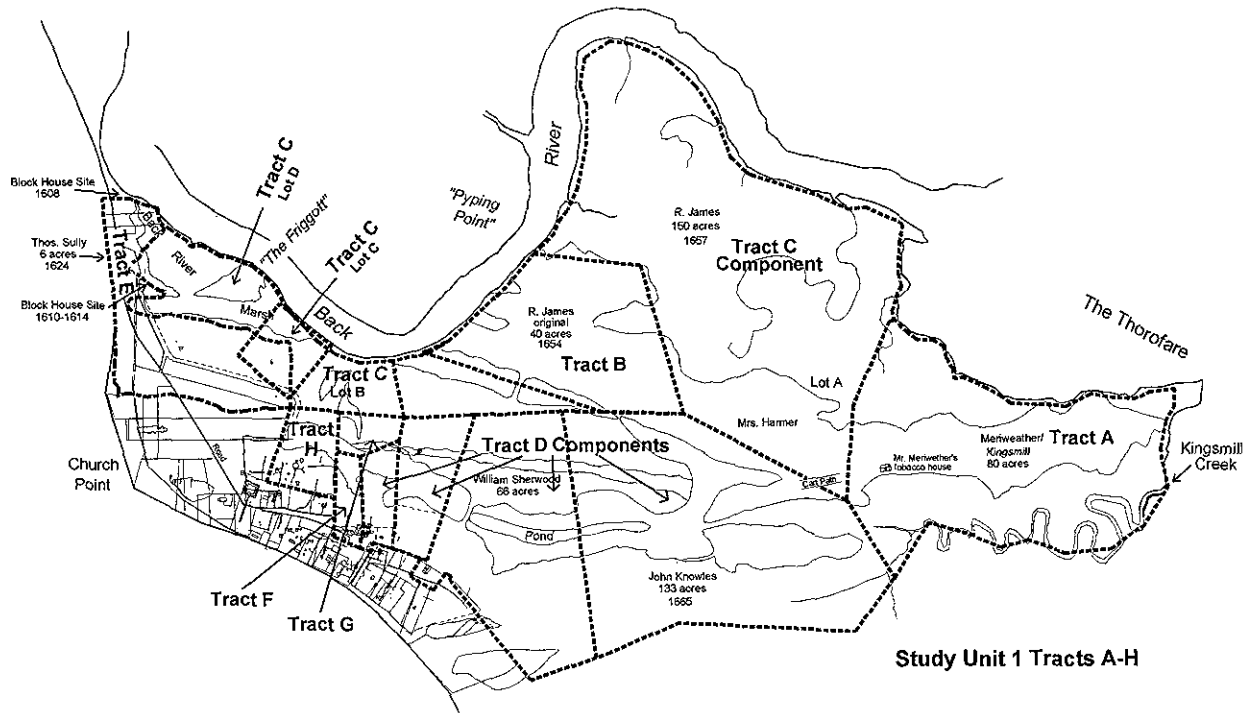 Block House Site
1608
Thos. Sully
6 acres
1624
Tract E
Block House Site
1610-1614
Back
River
Marsh
Tract C
Lot D
"The Friggott"
Tract C
Lot C
Back
"Pyping
Point"
River
R. James
150 acres
1657
Tract C
Component
R. James
original
40 acres
1654
Tract B
Tract C
Lot B
Lot A
Mrs. Harmer
The Thorofare
Meriweather/
Kingsmill
80 acres
Tract A
Mr. Meriwether's
tobacco house
Kingsmill
Creek
Cart Path
Tract
H
Tract D Components
William Sherwood
66 acres
Pond
Church
Point
Road
John Knowles
133 acres
1665
Tract F
Tract G
Study Unit 1 Tracts A-H